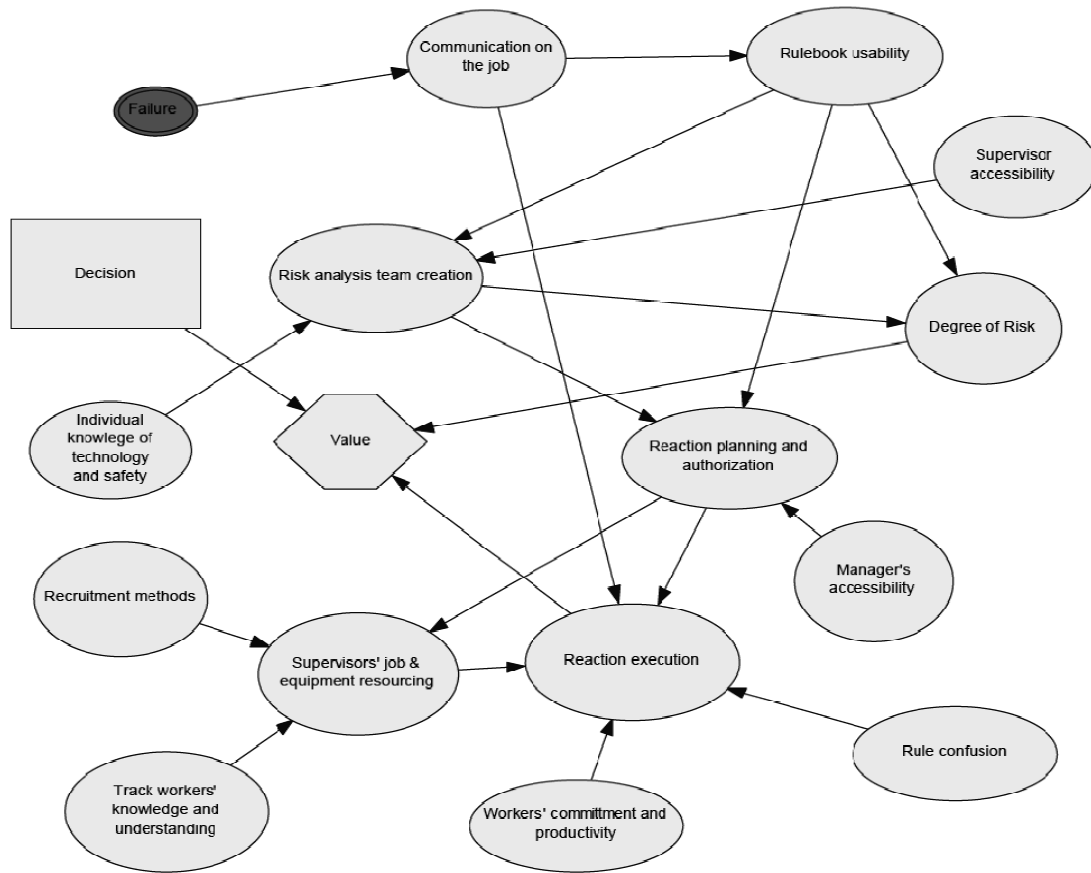 Communication on
the job
Rulebook usability
Failure
Supervisor
accessibility
Decision
Risk analysis team creation
Degree of Risk
Individual
knowlege of
technology
and safety
Value
Reaction planning and
authorization
Manager's
accessibility
Recruitment methods
Supervisors' job &
equipment resourcing
Reaction execution
Rule confusion
Track workers'
knowledge and
understanding
Workers' committment and
productivity